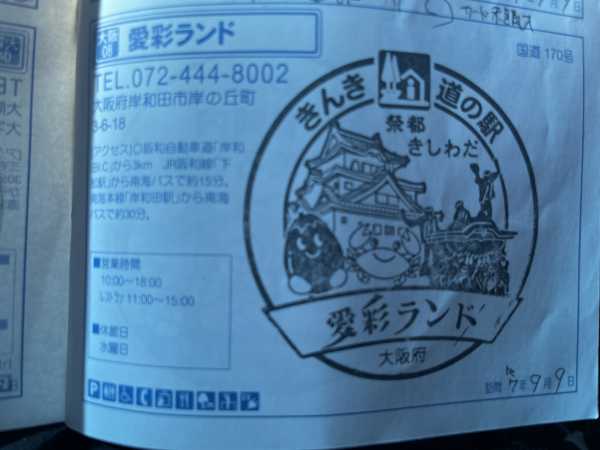 大阪
08
愛彩ランド
国道 170号
TEL.072-444-8002
大阪府岸和田市岸の丘町
3-6-18
きんき 道の駅
祭都
きしわだ
[アクセス]〇阪和自動車道「岸和
田IC」から3km JR阪和線「下
松駅」から南海バスで約15分。
南海本線「岸和田駅」から南海
バスで約30分。
■営業時間
10:00〜18:00
レストラン11:00〜15:00
■休館日
水曜日
愛彩ランド
大阪府
訪問 7年9月9日